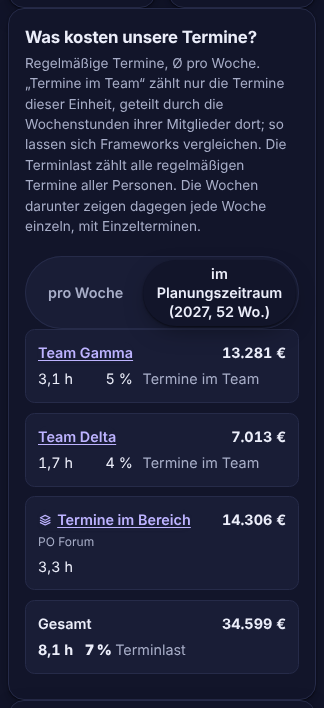 Was kosten unsere Termine?
Regelmäßige Termine, Ø pro Woche.
„Termine im Team“ zählt nur die Termine
dieser Einheit, geteilt durch die
Wochenstunden ihrer Mitglieder dort; so
lassen sich Frameworks vergleichen. Die
Terminlast zählt alle regelmäßigen
Termine aller Personen. Die Wochen
darunter zeigen dagegen jede Woche
einzeln, mit Einzelterminen.
pro Woche
im
Planungszeitraum
(2027, 52 Wo.)
Team Gamma 13.281 €
3,1 h 5 % Termine im Team
Team Delta 7.013 €
1,7 h 4 % Termine im Team
Termine im Bereich 14.306 €
PO Forum
3,3 h
Gesamt 34.599 €
8,1 h 7 % Terminlast